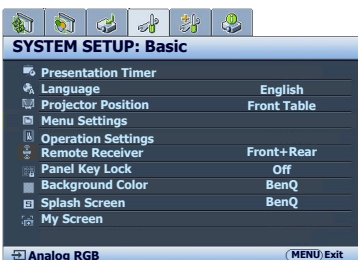 SYSTEM SETUP: Basic
Presentation Timer
Language English
Projector Position Front Table
Menu Settings
Operation Settings
Remote Receiver Front+Rear
Panel Key Lock Off
Background Color BenQ
Splash Screen BenQ
My Screen
Analog RGB MENU Exit